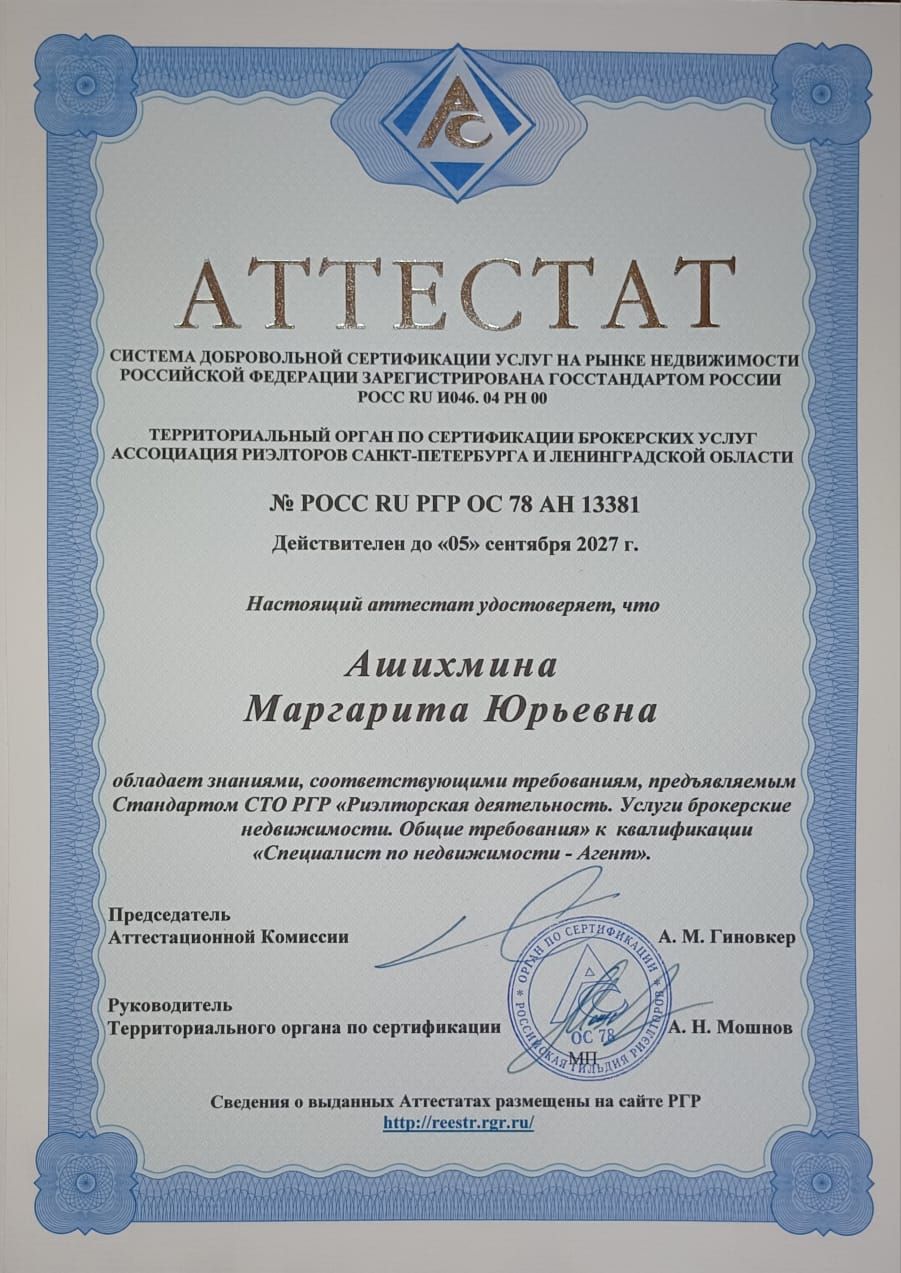 АС
АТТЕСТАТ
СИСТЕМА ДОБРОВОЛЬНОЙ СЕРТИФИКАЦИИ УСЛУГ НА РЫНКЕ НЕДВИЖИМОСТИ
РОССИЙСКОЙ ФЕДЕРАЦИИ ЗАРЕГИСТРИРОВАНА ГОССТАНДАРТОМ РОССИИ
РОСС RU И046. 04 РН 00
ТЕРРИТОРИАЛЬНЫЙ ОРГАН ПО СЕРТИФИКАЦИИ БРОКЕРСКИХ УСЛУГ
АССОЦИАЦИЯ РИЭЛТОРОВ САНКТ-ПЕТЕРБУРГА И ЛЕНИНГРАДСКОЙ ОБЛАСТИ
№ РОСС RU РГР ОС 78 АН 13381
Действителен до «05» сентября 2027 г.
Настоящий аттестат удостоверяет, что
Ашихмина
Маргарита Юрьевна
обладает знаниями, соответствующими требованиям, предъявляемым
Стандартом СТО РГР «Риэлторская деятельность. Услуги брокерские
недвижимости. Общие требования» к квалификации
«Специалист по недвижимости - Агент».
Председатель
Аттестационной Комиссии
А. М. Гиновкер
Руководитель
Территориального органа по сертификации
А. Н. Мошнов
ОРГАН ПО СЕРТИФИКАЦИИ
РОССИЙСКАЯ ГИЛЬДИЯ РИЭЛТОРОВ
ОС 78
МП
Сведения о выданных Аттестатах размещены на сайте РГР
http://reestr.rgr.ru/